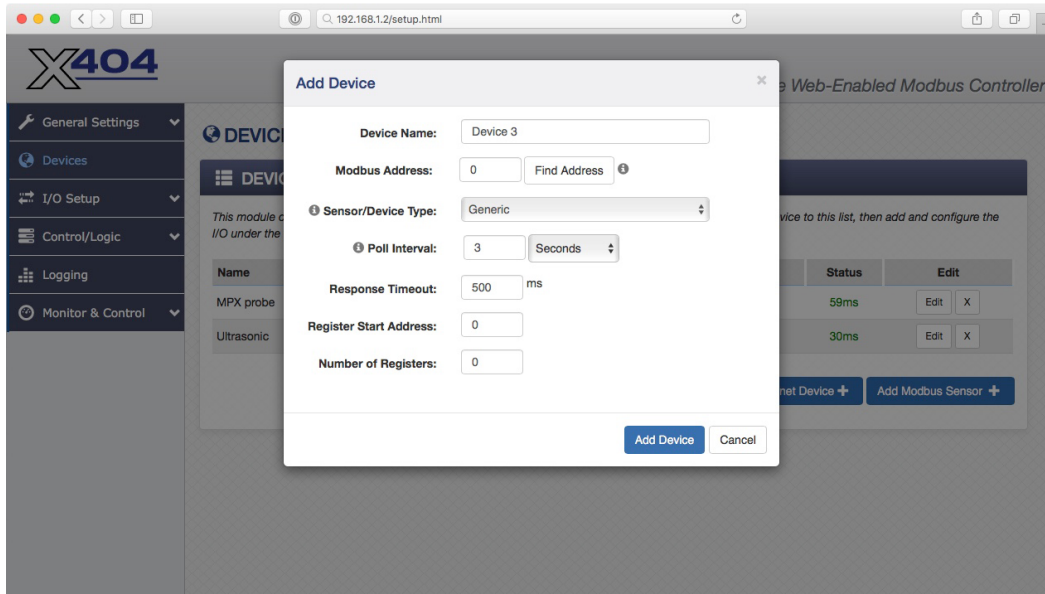 192.168.1.2/setup.html
X404
Web-Enabled Modbus Controller
General Settings
Devices
I/O Setup
Control/Logic
Logging
Monitor & Control
Add Device
×
Device Name: Device 3
Modbus Address: 0 Find Address
Sensor/Device Type: Generic
Poll Interval: 3 Seconds
Response Timeout: 500 ms
Register Start Address: 0
Number of Registers: 0
Add Device Cancel
This module
to this list, then add and configure the
I/O under the
Name Status Edit
MPX probe 59ms Edit X
Ultrasonic 30ms Edit X
Device + Add Modbus Sensor +